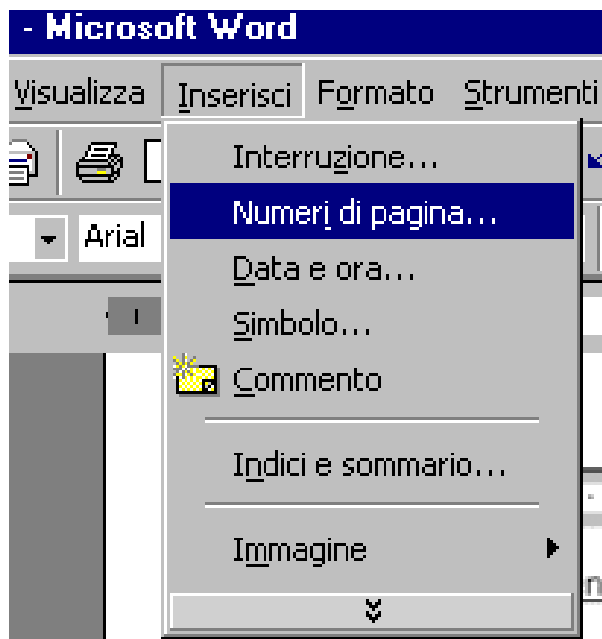 - Microsoft Word
Visualizza Inserisci Formato Strumenti
Interruzione...
Arial
Numeri di pagina...
Data e ora...
Simbolo...
Commento
Indici e sommario...
Immagine